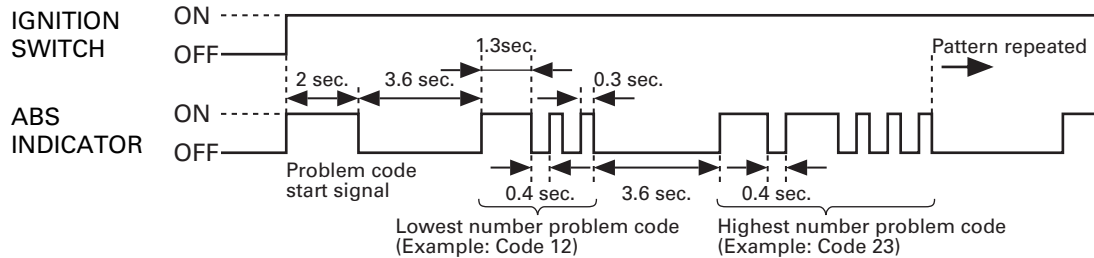 IGNITION
SWITCH
ON
OFF
1.3sec.
Pattern repeated
2 sec.
3.6 sec.
0.3 sec.
ABS
INDICATOR
ON
OFF
Problem code
start signal
0.4 sec.
3.6 sec.
0.4 sec.
Lowest number problem code
(Example: Code 12)
Highest number problem code
(Example: Code 23)